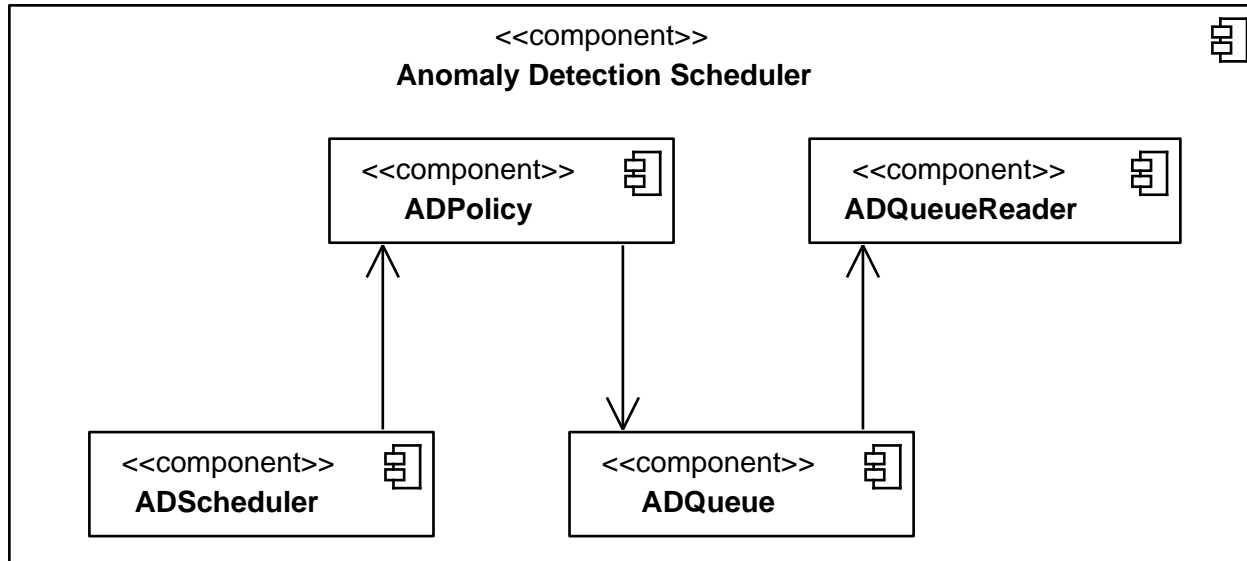 <<component>>
Anomaly Detection Scheduler
<<component>>
ADPolicy
<<component>>
ADQueueReader
<<component>>
ADScheduler
<<component>>
ADQueue